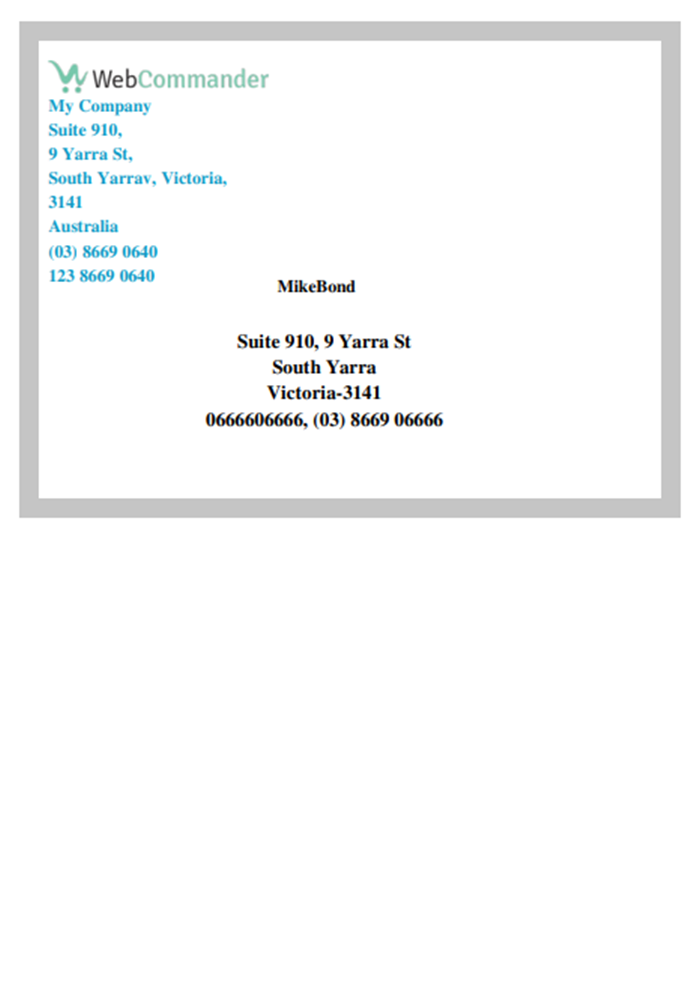 WebCommander
My Company
Suite 910,
9 Yarra St,
South Yarrav, Victoria,
3141
Australia
(03) 8669 0640
123 8669 0640
MikeBond
Suite 910, 9 Yarra St
South Yarra
Victoria-3141
0666606666, (03) 8669 06666